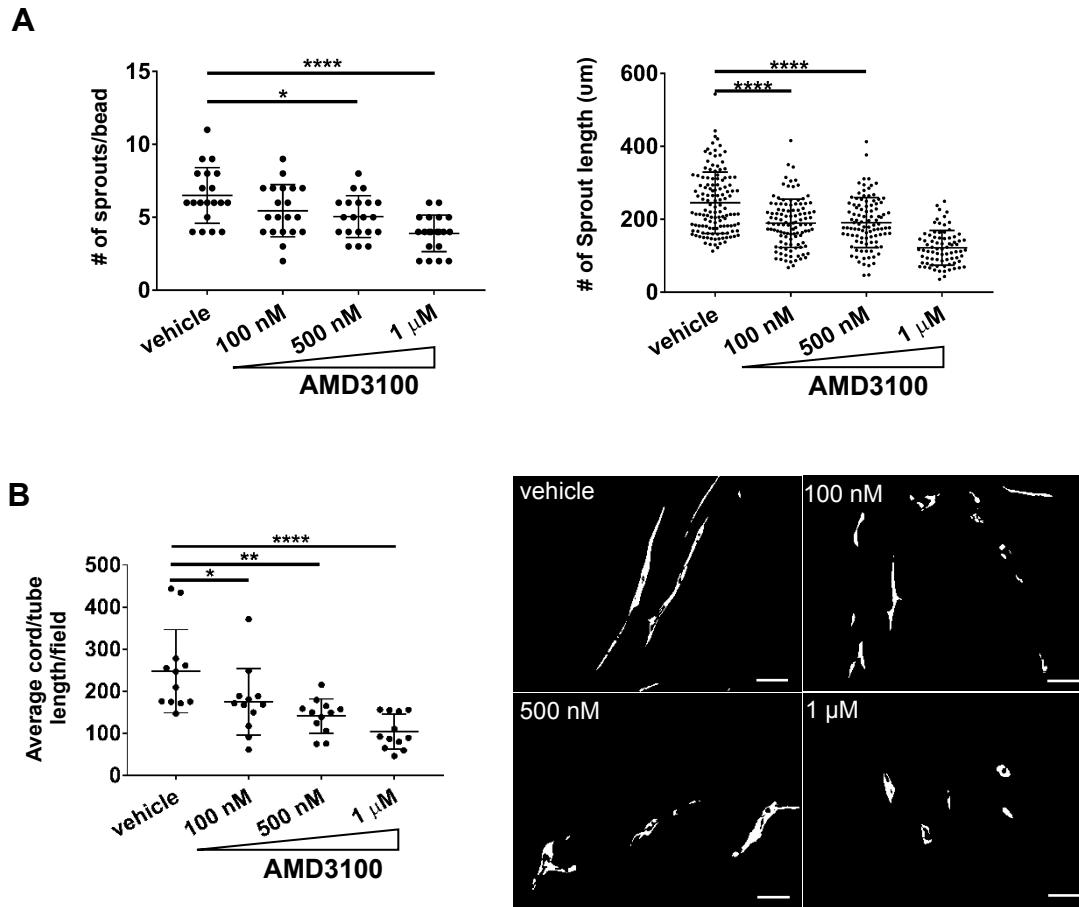 A
# of sprouts/bead
15
10
5
0
****
*
vehicle
100 nM
500 nM
1 μM
AMD3100
# of Sprout length (um)
600
400
200
0
****
****
vehicle
100 nM
500 nM
1 μM
AMD3100
B
Average cord/tube
length/field
500
400
300
200
100
0
****
**
*
vehicle
100 nM
500 nM
1 μM
AMD3100
vehicle
100 nM
500 nM
1 μM